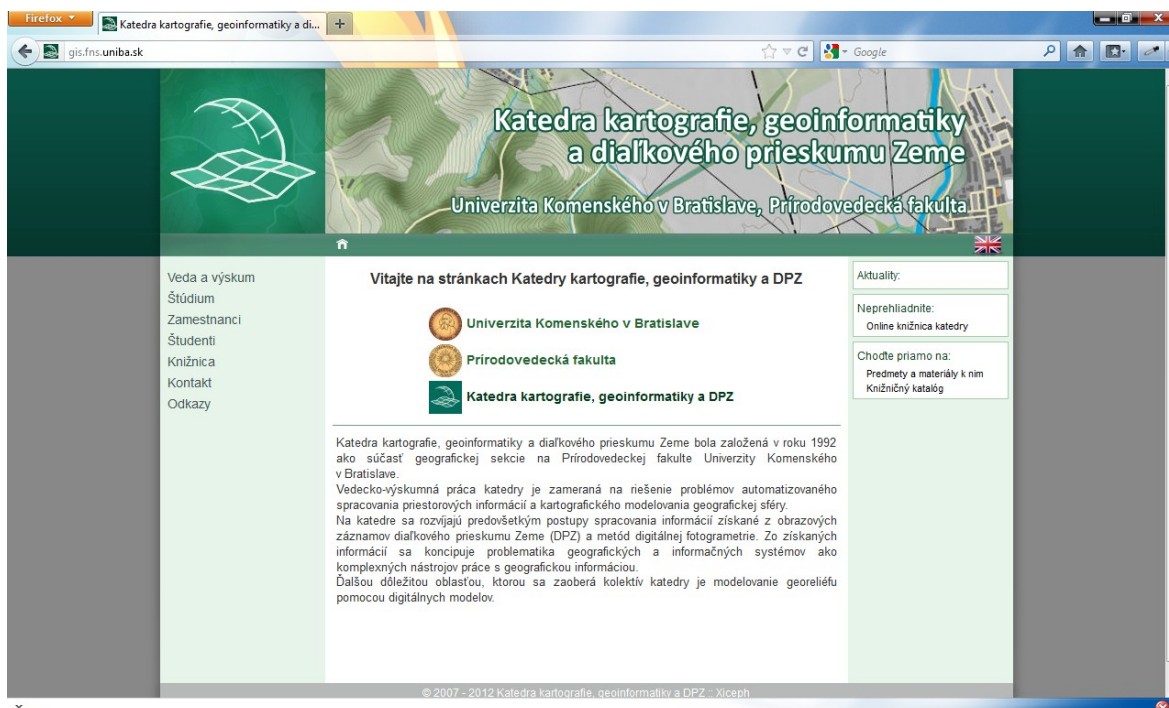 Firefox
Katedra kartografie, geoinformatiky a di...
gis.fns.uniba.sk
Google
Katedra kartografie, geoinformatiky
a diaľkového prieskumu Zeme
Univerzita Komenského v Bratislave, Prírodovedecká fakulta
Veda a výskum
Štúdium
Zamestnanci
Študenti
Knižnica
Kontakt
Odkazy
Vitajte na stránkach Katedry kartografie, geoinformatiky a DPZ
Univerzita Komenského v Bratislave
Prírodovedecká fakulta
Katedra kartografie, geoinformatiky a DPZ
Katedra kartografie, geoinformatiky a diaľkového prieskumu Zeme bola založená v roku 1992
ako súčasť geografickej sekcie na Prírodovedeckej fakulte Univerzity Komenského
v Bratislave.
Vedecko-výskumná práca katedry je zameraná na riešenie problémov automatizovaného
spracovania priestorových informácií a kartografického modelovania geografickej sféry.
Na katedre sa rozvíjajú predovšetkým postupy spracovania informácií získané z obrazových
záznamov diaľkového prieskumu Zeme (DPZ) a metód digitálnej fotogrametrie. Zo získaných
informácií sa koncipuje problematika geografických a informačných systémov ako
komplexných nástrojov práce s geografickou informáciou.
Ďalšou dôležitou oblasťou, ktorou sa zaoberá kolektív katedry je modelovanie georeliéfu
pomocou digitálnych modelov.
Aktuality:
Neprehliadnite:
Online knižnica katedry
Choďte priamo na:
Predmety a materiály k nim
Knižničný katalóg
© 2007 - 2012 Katedra kartografie, geoinformatiky a DPZ :: Xiceph